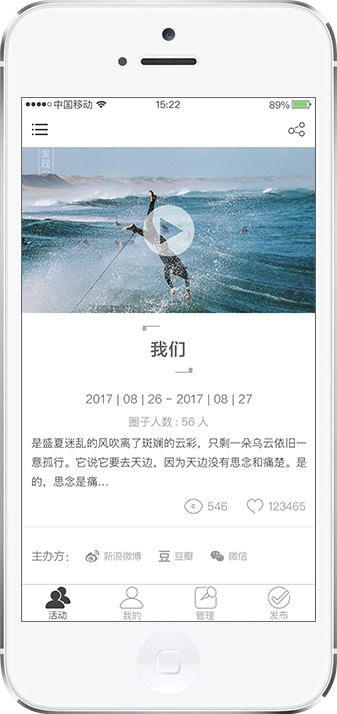 中国移动
15:22
89%
发现
我们
2017 | 08 | 26 - 2017 | 08 | 27
圈子人数 : 56 人
是盛夏迷乱的风吹离了斑斓的云彩，只剩一朵乌云依旧一
意孤行。它说它要去天边，因为天边没有思念和痛楚。是
的，思念是痛...
546
123465
主办方：
新浪微博
豆 豆瓣
微信
活动
我的
管理
发布